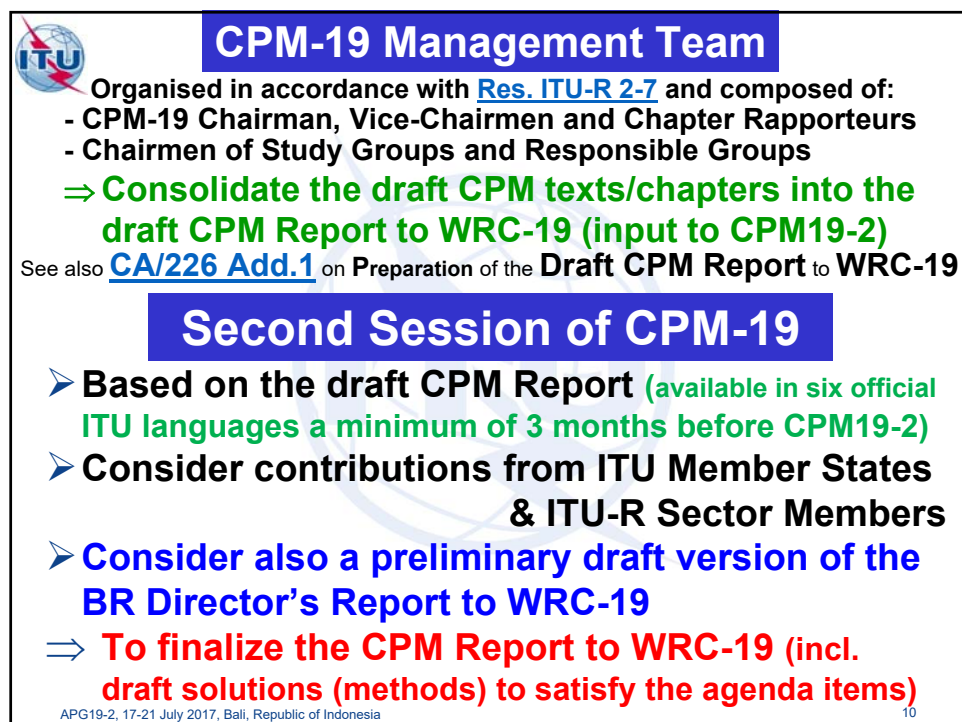 ITU
CPM-19 Management Team
Organised in accordance with Res. ITU-R 2-7 and composed of:
- CPM-19 Chairman, Vice-Chairmen and Chapter Rapporteurs
- Chairmen of Study Groups and Responsible Groups
⇒ Consolidate the draft CPM texts/chapters into the
draft CPM Report to WRC-19 (input to CPM19-2)
See also CA/226 Add.1 on Preparation of the Draft CPM Report to WRC-19
Second Session of CPM-19
➢ Based on the draft CPM Report (available in six official
ITU languages a minimum of 3 months before CPM19-2)
➢ Consider contributions from ITU Member States
& ITU-R Sector Members
➢ Consider also a preliminary draft version of the
BR Director's Report to WRC-19
⇒ To finalize the CPM Report to WRC-19 (incl.
draft solutions (methods) to satisfy the agenda items)
APG19-2, 17-21 July 2017, Bali, Republic of Indonesia
10